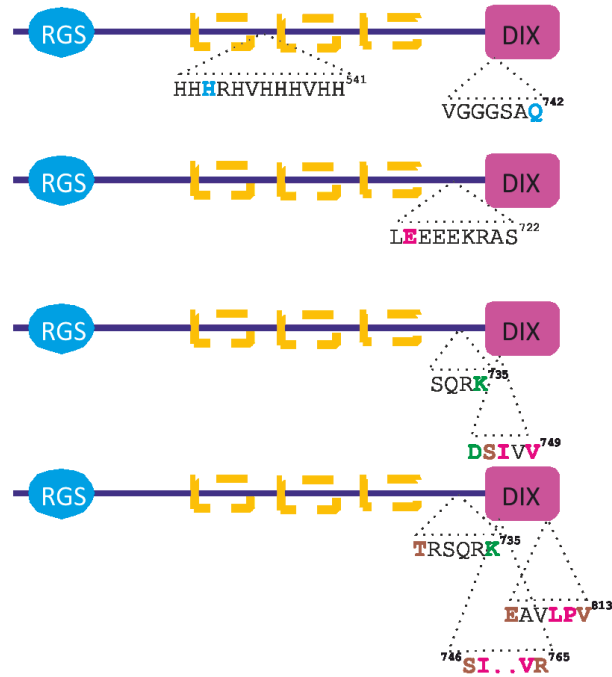 RGS DIX
HHHRHVHHHVHH541
VGGGSAQ742
RGS DIX
LEEEEKRAS722
RGS DIX
SQRK735
DSIVV749
RGS DIX
TRSQRK735
EAVLPV813
746SI..VR765